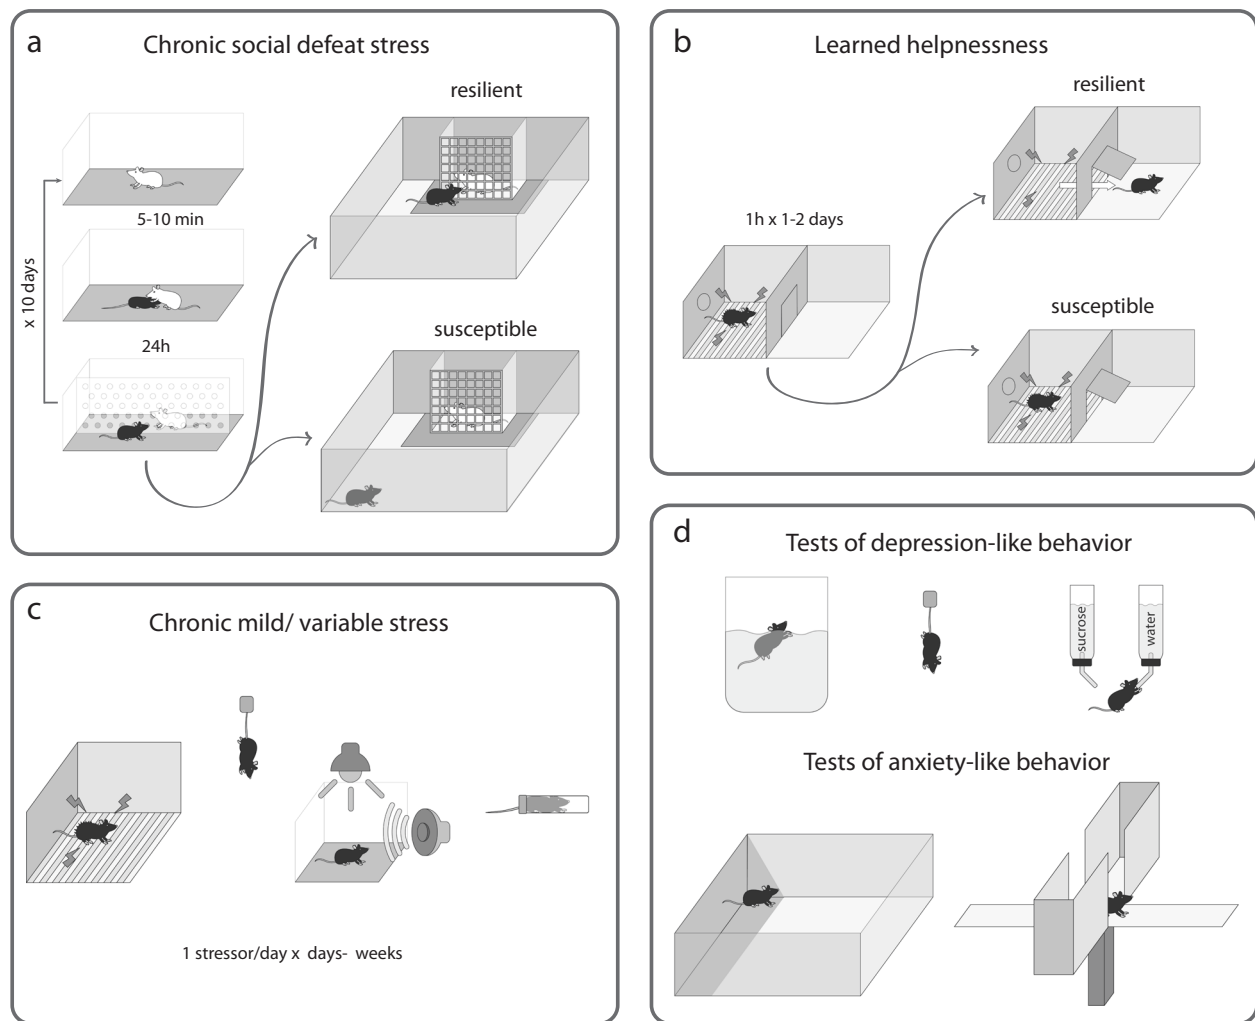 a
Chronic social defeat stress
resilient
5-10 min
x 10 days
24h
susceptible
b
Learned helpnessness
resilient
1h x 1-2 days
susceptible
c
Chronic mild/ variable stress
1 stressor/day x  days-  weeks
d
Tests of depression-like behavior
sucrose
water
Tests of anxiety-like behavior